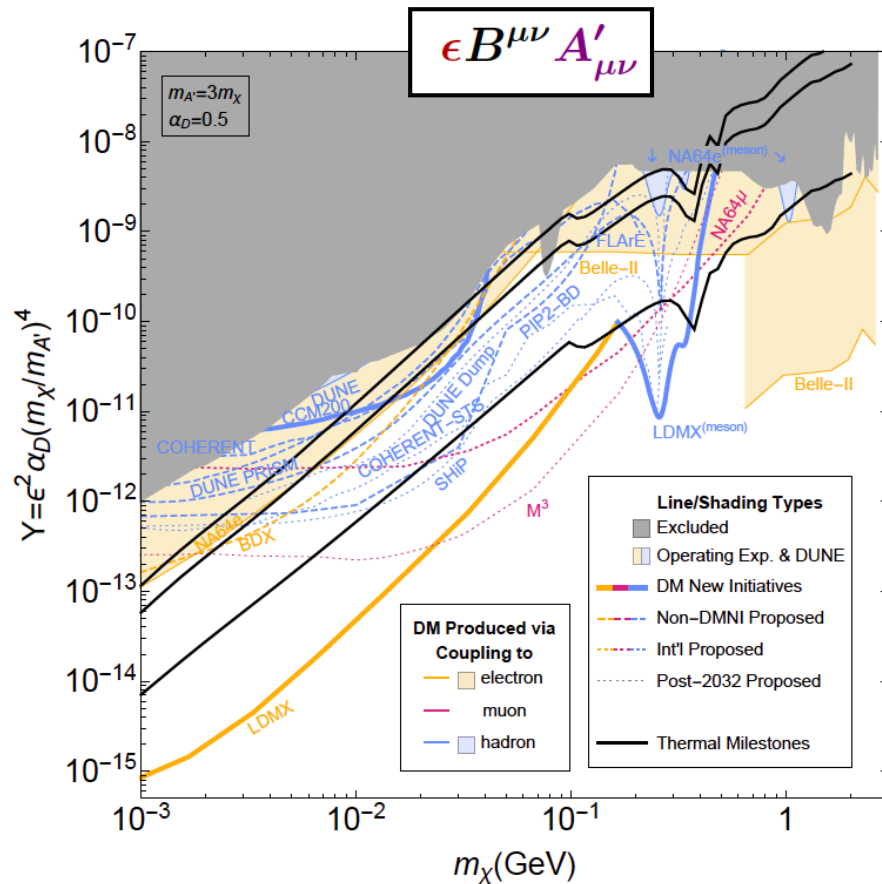 ϵB^{μν} A′_{μν}
10⁻⁷
10⁻⁸
10⁻⁹
10⁻¹⁰
10⁻¹¹
10⁻¹²
10⁻¹³
10⁻¹⁴
10⁻¹⁵
Y=ϵ²α_D(m_χ/m_A')⁴
m_A'=3m_χ
α_D=0.5
NA64e^(meson)
NA64μ
FLArE
Belle-II
PIP2-BD
DUNE
CCM200
DUNE Dump
COHERENT
COHERENT-STS
DUNE PRISM
SHiP
Belle-II
LDMX^(meson)
NA64e
BDX
M³
LDMX
Line/Shading Types
Excluded
Operating Exp. & DUNE
DM New Initiatives
Non-DMNI Proposed
Int'l Proposed
Post-2032 Proposed
Thermal Milestones
DM Produced via
Coupling to
electron
muon
hadron
10⁻³
10⁻²
10⁻¹
1
m_χ(GeV)